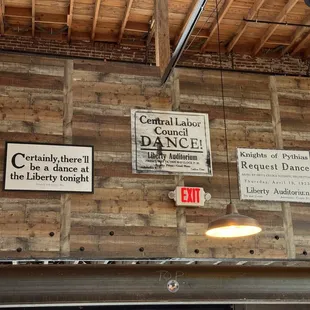 Certainly, there'll
be a dance at
the Liberty tonight
Central Labor
Council
DANCE!
Liberty Auditorium
EXIT
Knights of Pythias
Request Dance
Liberty Auditorium